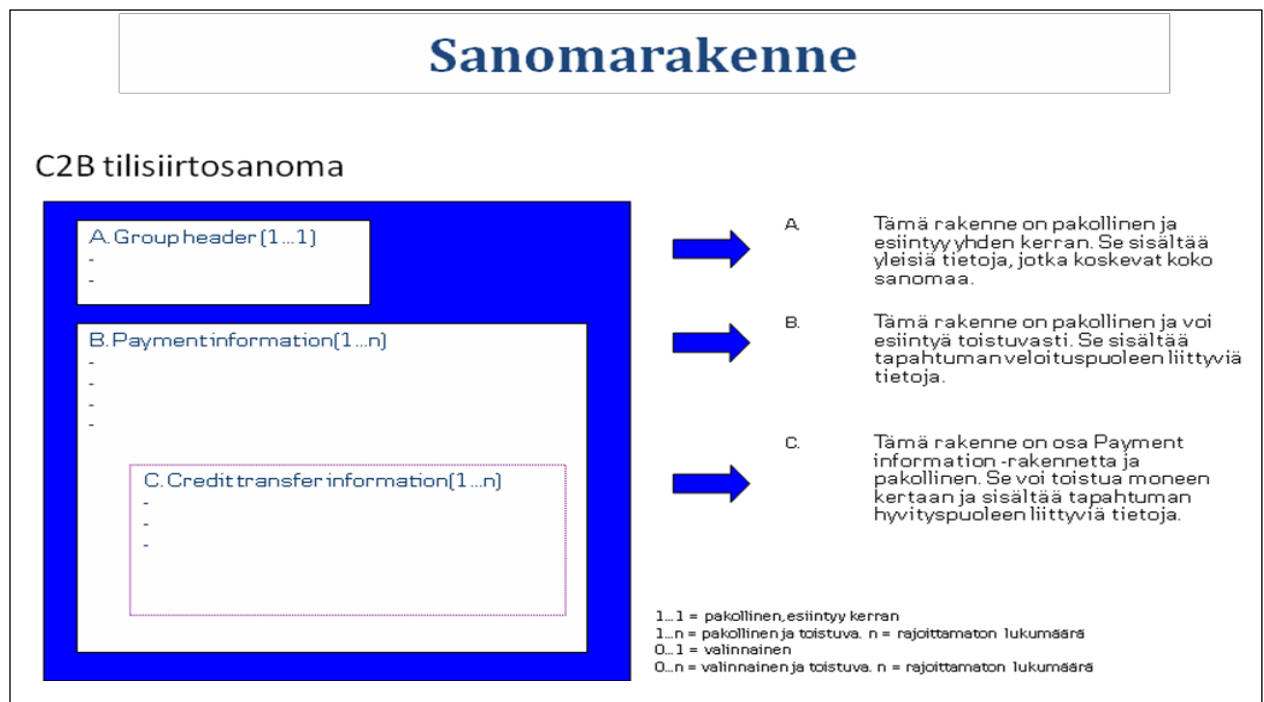 Sanomarakenne
C2B tilisiirtosanoma
A. Group header (1...1)
-
-
B. Payment information(1...n)
-
-
-
-
C. Credit transfer information(1...n)
-
-
-
A. Tämä rakenne on pakollinen ja
esiintyy yhden kerran. Se sisältää
yleisiä tietoja, jotka koskevat koko
sanomaa.
B. Tämä rakenne on pakollinen ja voi
esiintyä toistuvasti. Se sisältää
tapahtuman veloituspuoleen liittyviä
tietoja.
C. Tämä rakenne on osa Payment
information -rakennetta ja
pakollinen. Se voi toistua moneen
kertaan ja sisältää tapahtuman
hyvityspuoleen liittyviä tietoja.
1...1 = pakollinen, esiintyy kerran
1...n = pakollinen ja toistuva. n = rajoittamaton lukumäärä
0...1 = valinnainen
0...n = valinnainen ja toistuva. n = rajoittamaton lukumäärä